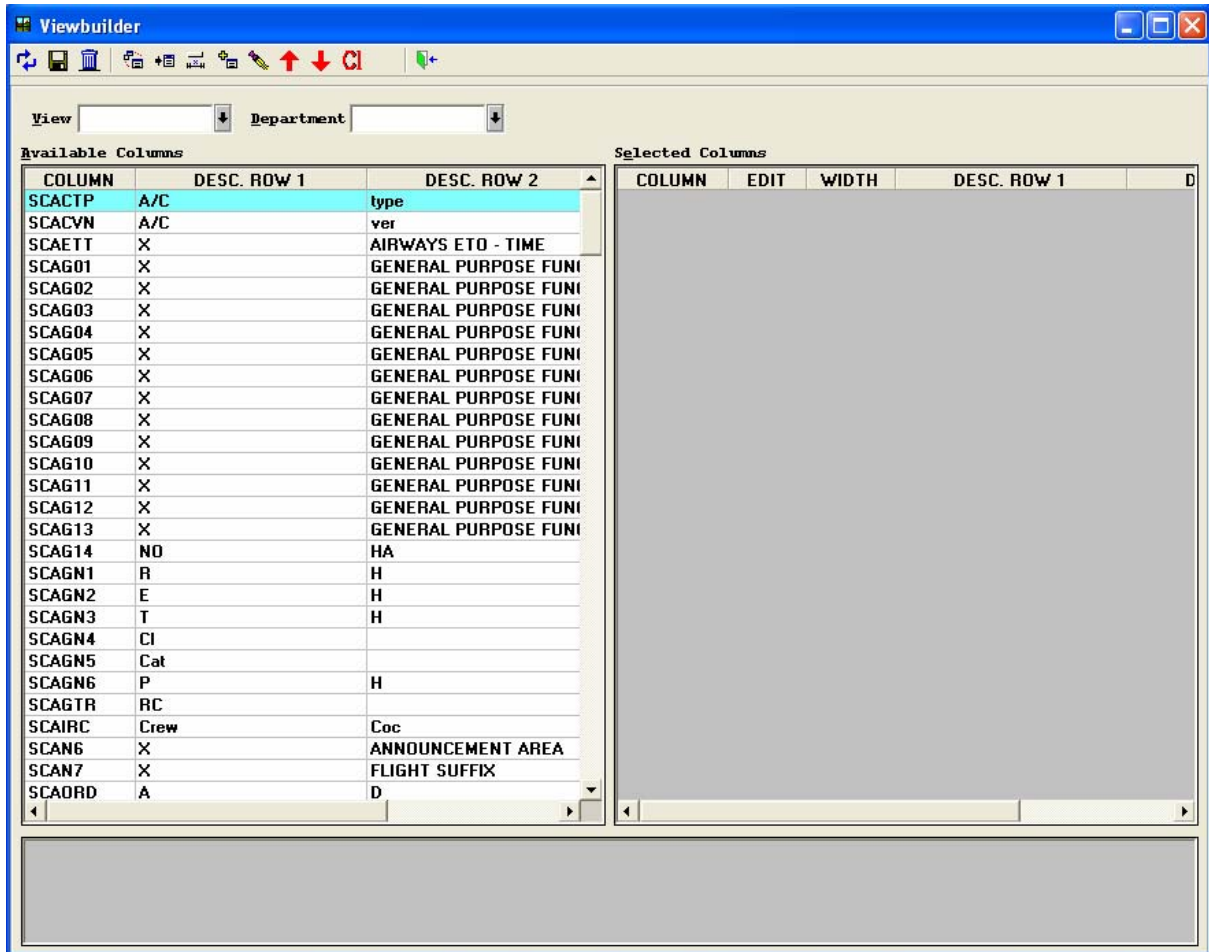 Viewbuilder
Cl
View Department
Available Columns Selected Columns
COLUMN DESC. ROW 1 DESC. ROW 2 COLUMN EDIT WIDTH DESC. ROW 1 D
SCACTP A/C type
SCACVN A/C ver
SCAETT X AIRWAYS ETO - TIME
SCAG01 X GENERAL PURPOSE FUN
SCAG02 X GENERAL PURPOSE FUN
SCAG03 X GENERAL PURPOSE FUN
SCAG04 X GENERAL PURPOSE FUN
SCAG05 X GENERAL PURPOSE FUN
SCAG06 X GENERAL PURPOSE FUN
SCAG07 X GENERAL PURPOSE FUN
SCAG08 X GENERAL PURPOSE FUN
SCAG09 X GENERAL PURPOSE FUN
SCAG10 X GENERAL PURPOSE FUN
SCAG11 X GENERAL PURPOSE FUN
SCAG12 X GENERAL PURPOSE FUN
SCAG13 X GENERAL PURPOSE FUN
SCAG14 NO HA
SCAGN1 R H
SCAGN2 E H
SCAGN3 T H
SCAGN4 Cl
SCAGN5 Cat
SCAGN6 P H
SCAGTR RC
SCAIRC Crew Coc
SCAN6 X ANNOUNCEMENT AREA
SCAN7 X FLIGHT SUFFIX
SCAORD A D